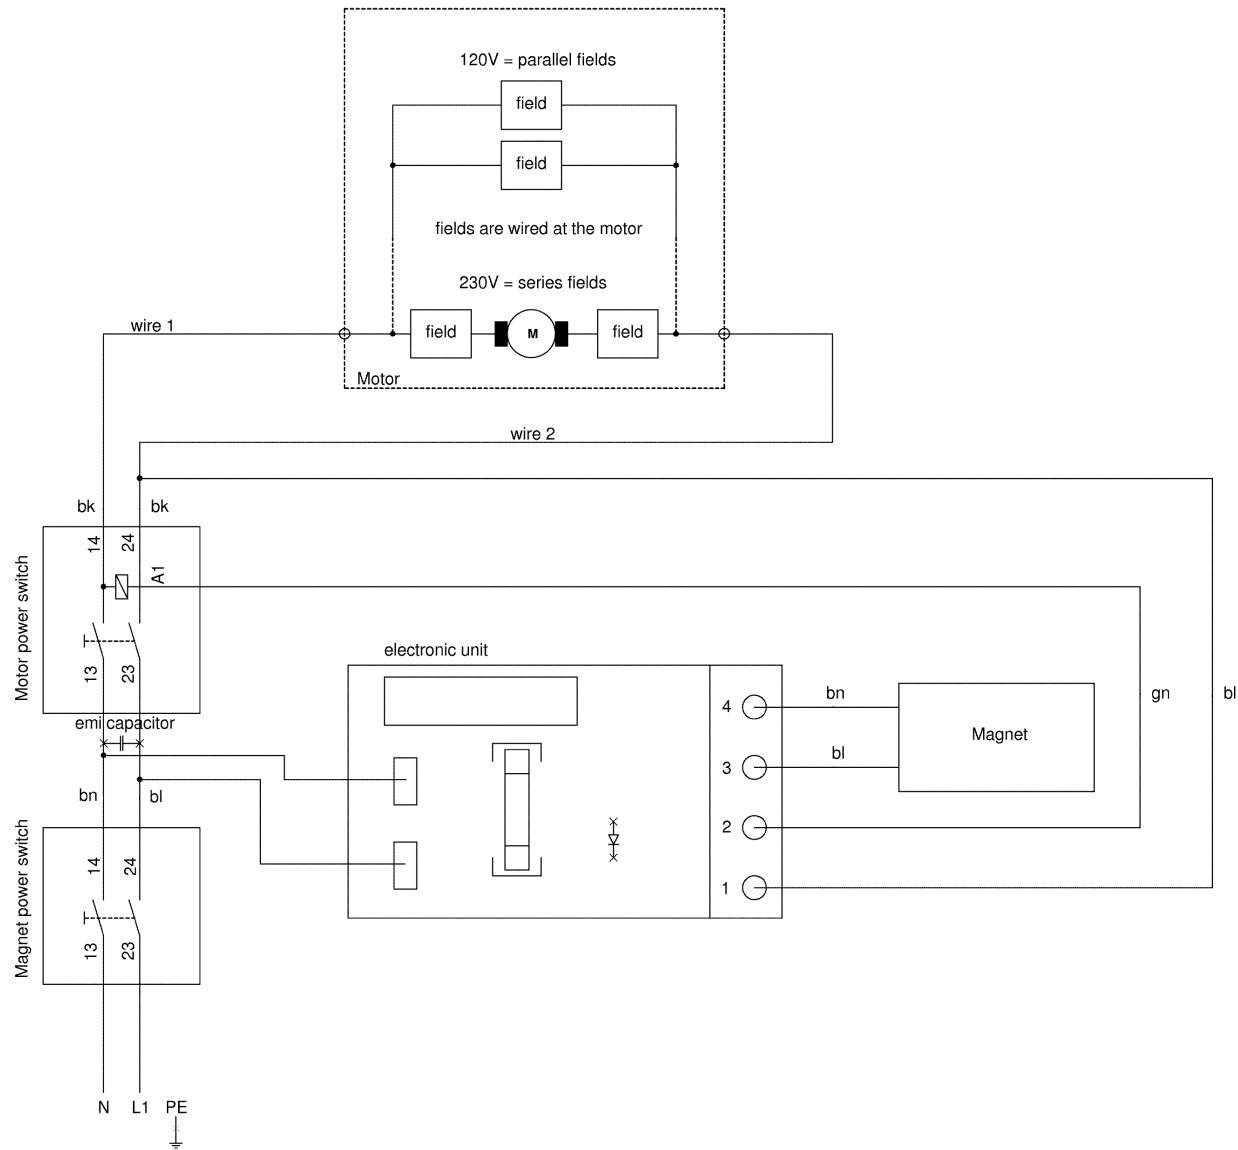 120V = parallel fields
field
field
fields are wired at the motor
230V = series fields
wire 1
field
M
field
Motor
wire 2
bk
bk
14
24
A1
Motor power switch
13
23
emi capacitor
electronic unit
4
bn
Magnet
gn
bl
3
bl
bn
bl
2
1
Magnet power switch
14
24
13
23
N
L1
PE